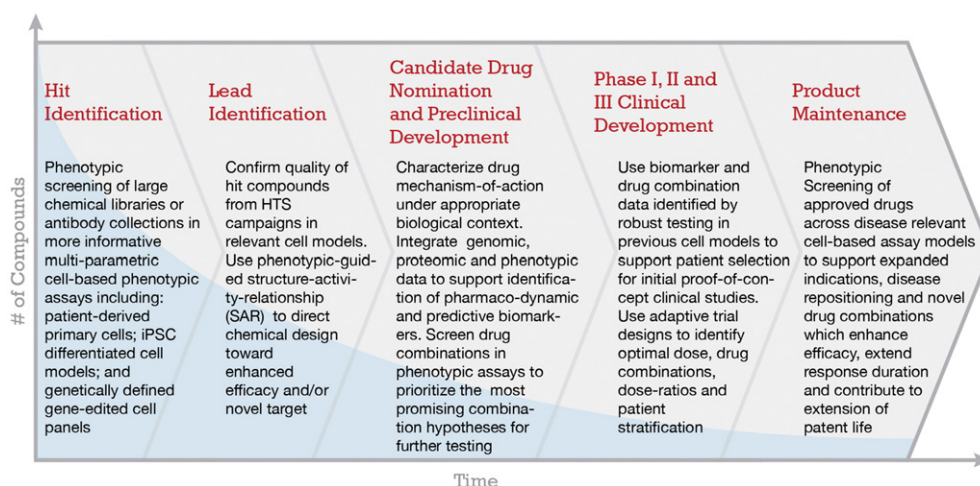 # of Compounds
Hit
Identification
Phenotypic
screening of large
chemical libraries or
antibody collections in
more informative
multi-parametric
cell-based phenotypic
assays including:
patient-derived
primary cells; iPSC
differentiated cell
models; and
genetically defined
gene-edited cell
panels
Lead
Identification
Confirm quality of
hit compounds
from HTS
campaigns in
relevant cell models.
Use phenotypic-guid-
ed structure-activi-
ty-relationship
(SAR) to direct
chemical design
toward
enhanced
efficacy and/or
novel target
Candidate Drug
Nomination
and Preclinical
Development
Characterize drug
mechanism-of-action
under appropriate
biological context.
Integrate genomic,
proteomic and phenotypic
data to support identifica-
tion of pharmaco-dynamic
and predictive biomark-
ers. Screen drug
combinations in
phenotypic assays to
prioritize the most
promising combina-
tion hypotheses for
further testing
Phase I, II and
III Clinical
Development
Use biomarker and
drug combination
data identified by
robust testing in
previous cell models to
support patient selection
for initial proof-of-con-
cept clinical studies.
Use adaptive trial
designs to identify
optimal dose, drug
combinations,
dose-ratios and
patient
stratification
Product
Maintenance
Phenotypic
Screening of
approved drugs
across disease relevant
cell-based assay models
to support expanded
indications, disease
repositioning and novel
drug combinations
which enhance
efficacy, extend
response duration
and contribute to
extension of
patent life
Time